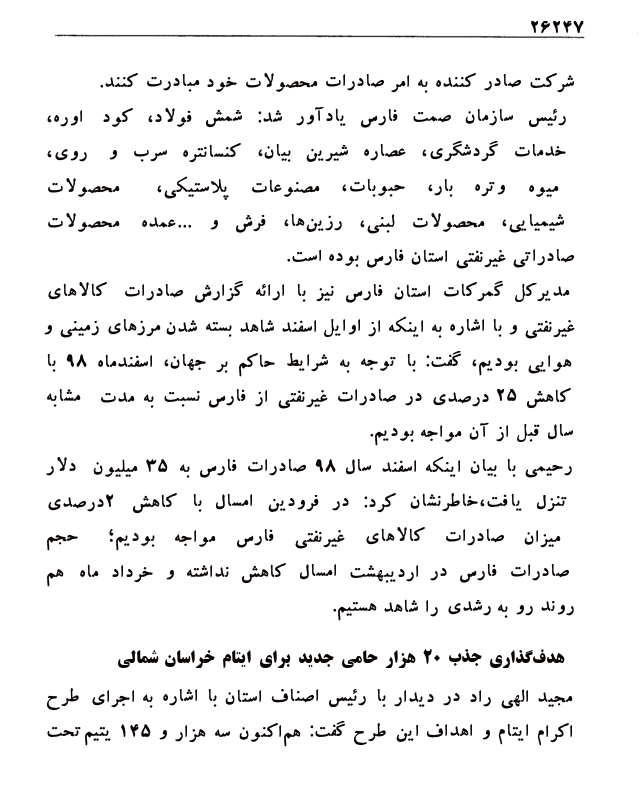 ۲۶۲۴۷
شرکت صادر کننده به امر صادرات محصولات خود مبادرت کنند.
رئیس سازمان صمت فارس یادآور شد: شمش فولاد، کود اوره،
خدمات گردشگری، عصاره شیرین بیان، کنسانتره سرب و روی،
میوه وتره بار، حبوبات، مصنوعات پلاستیکی، محصولات
شیمیایی، محصولات لبنی، رزین‌ها، فرش و ...عمده محصولات
صادراتی غیرنفتی استان فارس بوده است.
مدیرکل گمرکات استان فارس نیز با ارائه گزارش صادرات کالاهای
غیرنفتی و با اشاره به اینکه از اوایل اسفند شاهد بسته شدن مرزهای زمینی و
هوایی بودیم، گفت: با توجه به شرایط حاکم بر جهان، اسفندماه ۹۸ با
کاهش ۲۵ درصدی در صادرات غیرنفتی از فارس نسبت به مدت مشابه
سال قبل از آن مواجه بودیم.
رحیمی با بیان اینکه اسفند سال ۹۸ صادرات فارس به ۳۵ میلیون دلار
تنزل یافت،خاطرنشان کرد: در فرودین امسال با کاهش ۲درصدی
میزان صادرات کالاهای غیرنفتی فارس مواجه بودیم؛ حجم
صادرات فارس در اردیبهشت امسال کاهش نداشته و خرداد ماه هم
روند رو به رشدی را شاهد هستیم.
هدف‌گذاری جذب ۲۰ هزار حامی جدید برای ایتام خراسان شمالی
مجید الهی راد در دیدار با رئیس اصناف استان با اشاره به اجرای طرح
اکرام ایتام و اهداف این طرح گفت: هم‌اکنون سه هزار و ۱۴۵ یتیم تحت